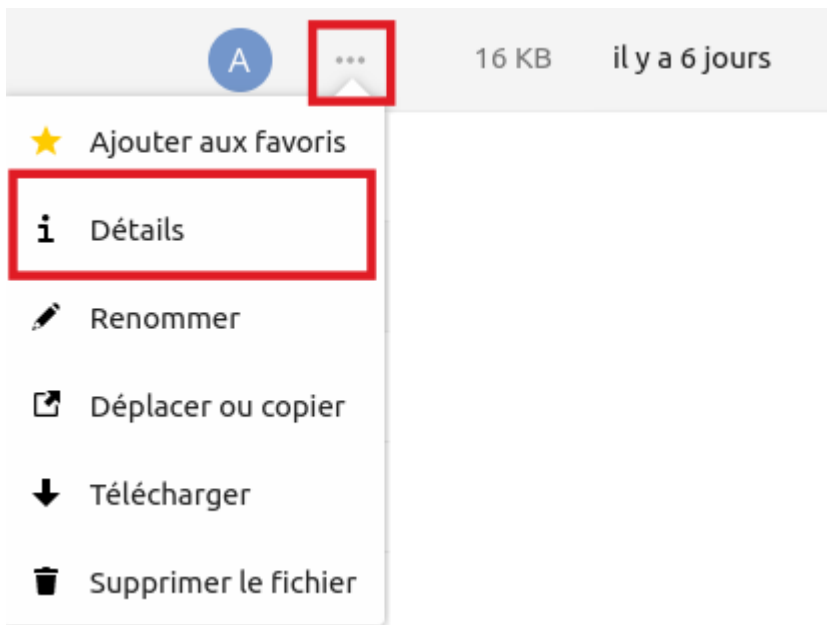 A ••• 16 KB il y a 6 jours
Ajouter aux favoris
Détails
Renommer
Déplacer ou copier
Télécharger
Supprimer le fichier